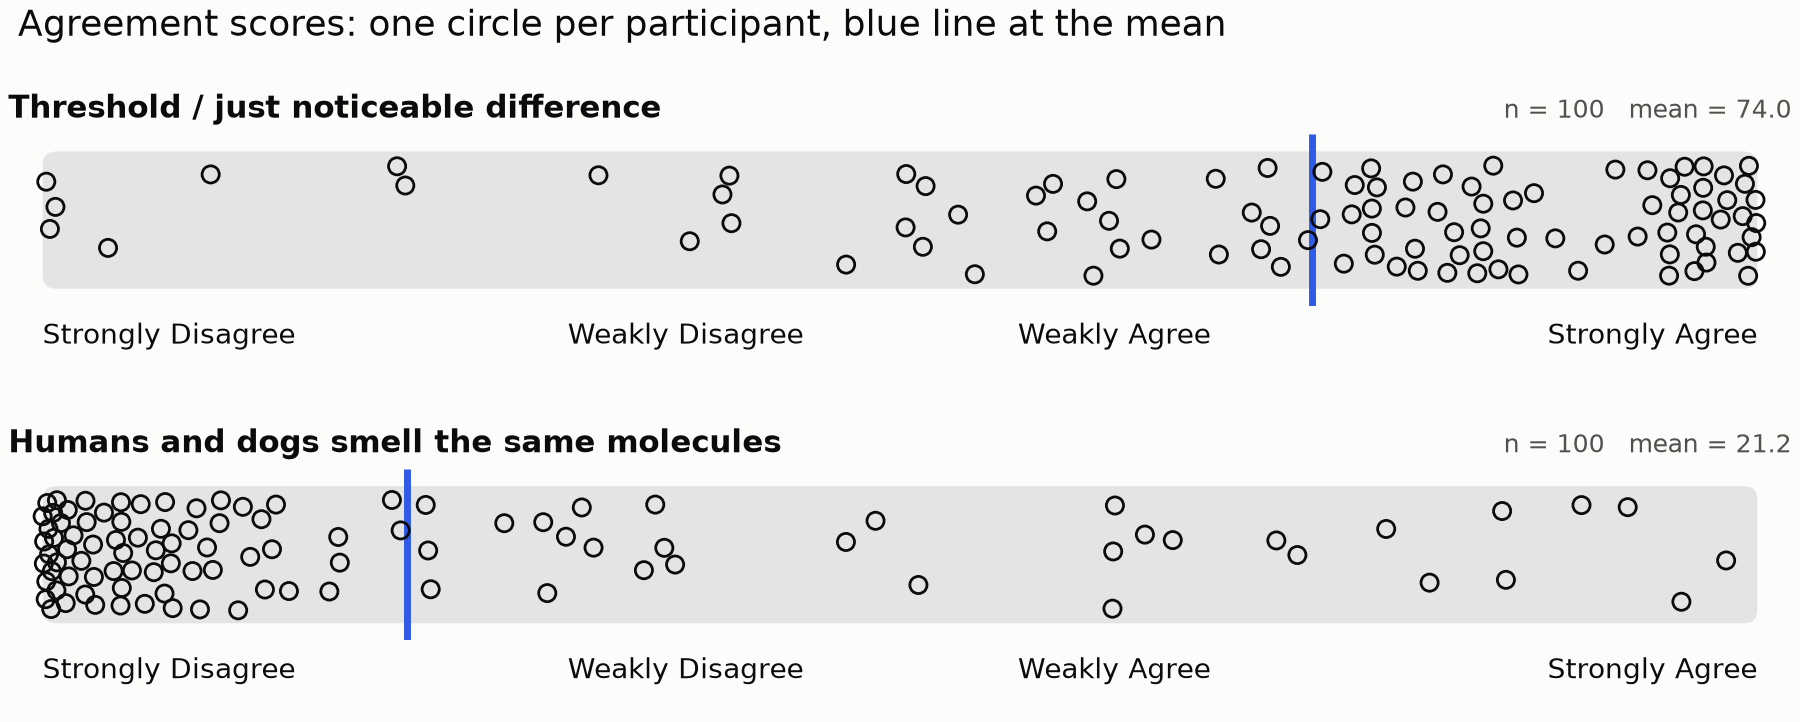 Agreement scores: one circle per participant, blue line at the mean
Threshold / just noticeable difference
n = 100 mean = 74.0
Strongly Disagree Weakly Disagree Weakly Agree Strongly Agree
Humans and dogs smell the same molecules
n = 100 mean = 21.2
Strongly Disagree Weakly Disagree Weakly Agree Strongly Agree